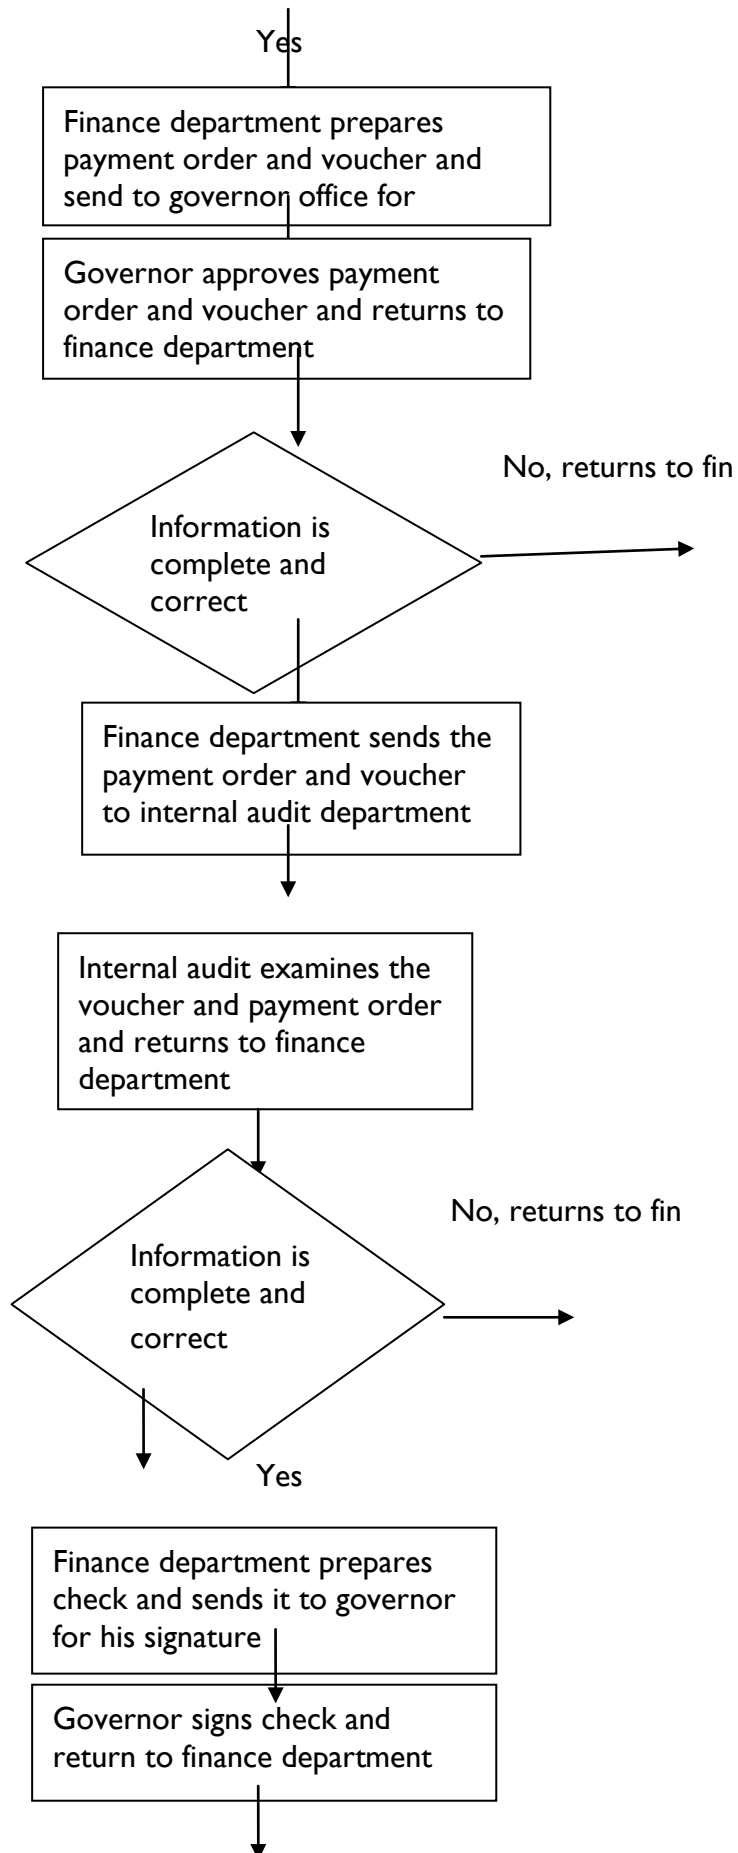 Yes
Finance department prepares
payment order and voucher and
send to governor office for
Governor approves payment
order and voucher and returns to
finance department
No, returns to fin
Information is
complete and
correct
Finance department sends the
payment order and voucher
to internal audit department
Internal audit examines the
voucher and payment order
and returns to finance
department
No, returns to fin
Information is
complete and
correct
Yes
Finance department prepares
check and sends it to governor
for his signature
Governor signs check and
return to finance department